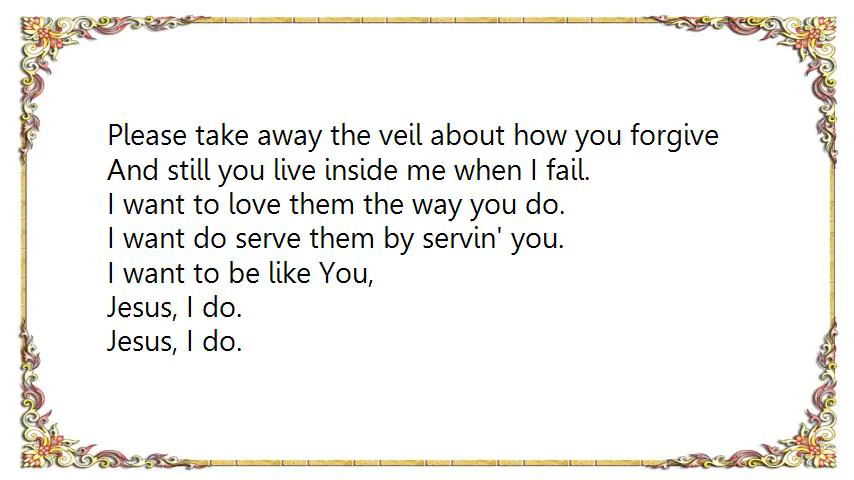 Please take away the veil about how you forgive
And still you live inside me when I fail.
I want to love them the way you do.
I want do serve them by servin' you.
I want to be like You,
Jesus, I do.
Jesus, I do.